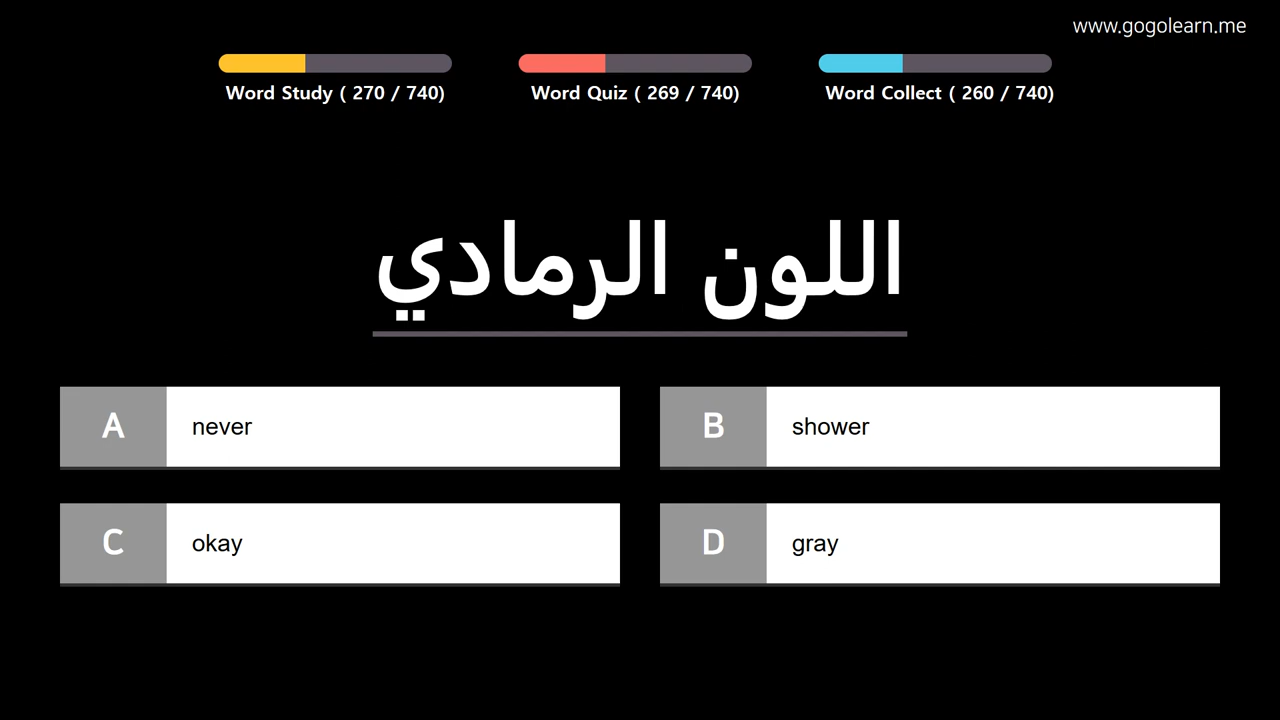 www.gogolearn.me
Word Study ( 270 / 740)
Word Quiz ( 269 / 740)
Word Collect ( 260 / 740)
اللون الرمادي
A never
B shower
C okay
D gray